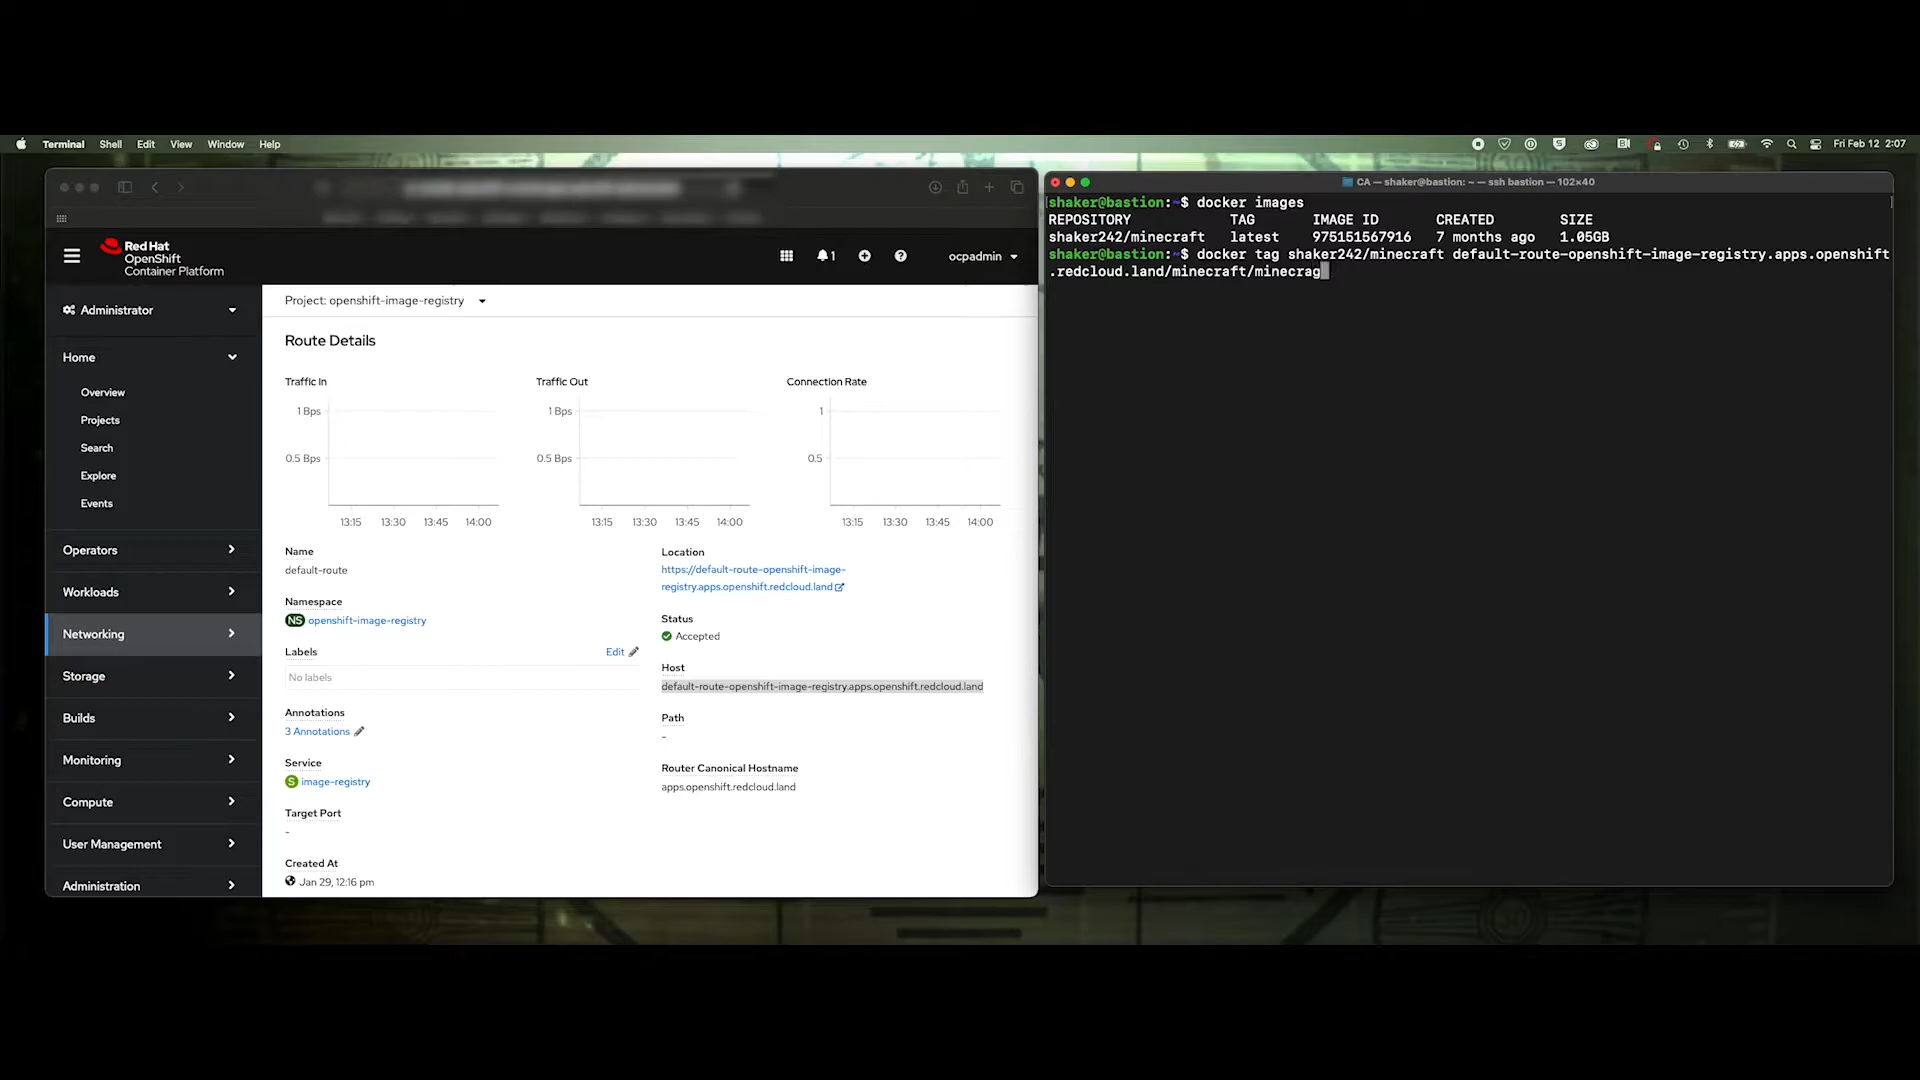 Terminal Shell Edit View Window Help
Fri Feb 12 2:07
Red Hat
OpenShift
Container Platform
1
ocpadmin
Administrator
Home
Overview
Projects
Search
Explore
Events
Operators
Workloads
Networking
Storage
Builds
Monitoring
Compute
User Management
Administration
Project: openshift-image-registry
Route Details
Traffic In
1 Bps
0.5 Bps
13:15 13:30 13:45 14:00
Traffic Out
1 Bps
0.5 Bps
13:15 13:30 13:45 14:00
Connection Rate
1
0.5
13:15 13:30 13:45 14:00
Name
default-route
Namespace
NS openshift-image-registry
Labels Edit
No labels
Annotations
3 Annotations
Service
S image-registry
Target Port
-
Created At
Jan 29, 12:16 pm
Location
https://default-route-openshift-image-
registry.apps.openshift.redcloud.land
Status
Accepted
Host
default-route-openshift-image-registry.apps.openshift.redcloud.land
Path
-
Router Canonical Hostname
apps.openshift.redcloud.land
CA — shaker@bastion: ~ — ssh bastion — 102×40
shaker@bastion:~$ docker images
REPOSITORY TAG IMAGE ID CREATED SIZE
shaker242/minecraft latest 975151567916 7 months ago 1.05GB
shaker@bastion:~$ docker tag shaker242/minecraft default-route-openshift-image-registry.apps.openshift
.redcloud.land/minecraft/minecrag